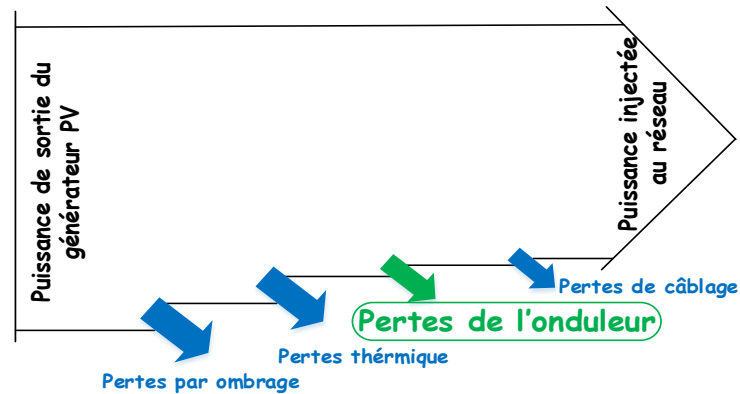 Puissance de sortie du
générateur PV
Puissance injectée
au réseau
Pertes de câblage
Pertes de l'onduleur
Pertes thérmique
Pertes par ombrage